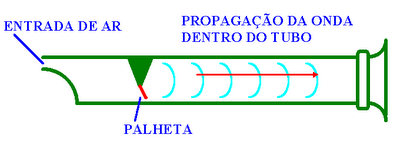 ENTRADA DE AR
PROPAGAÇÃO DA ONDA
DENTRO DO TUBO
PALHETA